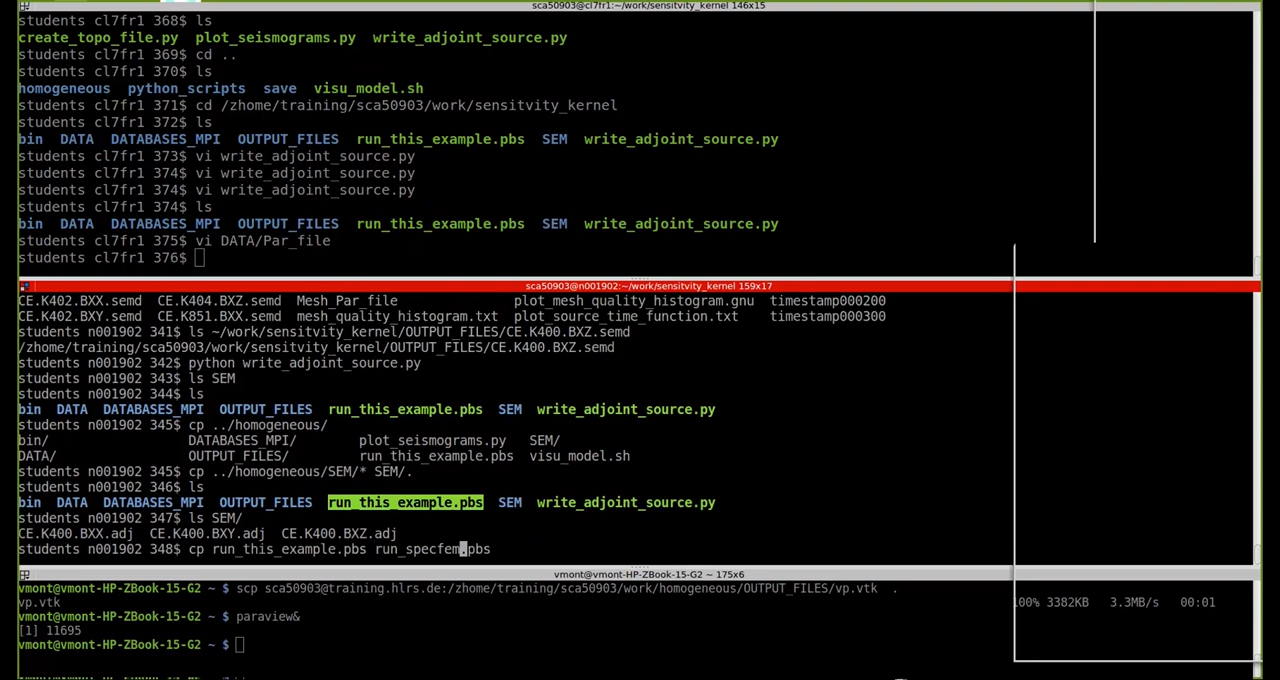 sca50903@cl7fr1:~/work/sensitvity_kernel 146x15
students cl7fr1 368$ ls
create_topo_file.py  plot_seismograms.py  write_adjoint_source.py
students cl7fr1 369$ cd ..
students cl7fr1 370$ ls
homogeneous  python_scripts  save  visu_model.sh
students cl7fr1 371$ cd /zhome/training/sca50903/work/sensitvity_kernel
students cl7fr1 372$ ls
bin  DATA  DATABASES_MPI  OUTPUT_FILES  run_this_example.pbs  SEM  write_adjoint_source.py
students cl7fr1 373$ vi write_adjoint_source.py
students cl7fr1 374$ vi write_adjoint_source.py
students cl7fr1 374$ vi write_adjoint_source.py
students cl7fr1 374$ ls
bin  DATA  DATABASES_MPI  OUTPUT_FILES  run_this_example.pbs  SEM  write_adjoint_source.py
students cl7fr1 375$ vi DATA/Par_file
students cl7fr1 376$
sca50903@n001902:~/work/sensitvity_kernel 159x17
CE.K402.BXX.semd  CE.K404.BXZ.semd  Mesh_Par_file  plot_mesh_quality_histogram.gnu  timestamp000200
CE.K402.BXY.semd  CE.K851.BXX.semd  mesh_quality_histogram.txt  plot_source_time_function.txt  timestamp000300
students n001902 341$ ls ~/work/sensitvity_kernel/OUTPUT_FILES/CE.K400.BXZ.semd
/zhome/training/sca50903/work/sensitvity_kernel/OUTPUT_FILES/CE.K400.BXZ.semd
students n001902 342$ python write_adjoint_source.py
students n001902 343$ ls SEM
students n001902 344$ ls
bin  DATA  DATABASES_MPI  OUTPUT_FILES  run_this_example.pbs  SEM  write_adjoint_source.py
students n001902 345$ cp ../homogeneous/
bin/  DATABASES_MPI/  plot_seismograms.py  SEM/
DATA/  OUTPUT_FILES/  run_this_example.pbs  visu_model.sh
students n001902 345$ cp ../homogeneous/SEM/* SEM/.
students n001902 346$ ls
bin  DATA  DATABASES_MPI  OUTPUT_FILES  run_this_example.pbs  SEM  write_adjoint_source.py
students n001902 347$ ls SEM/
CE.K400.BXX.adj  CE.K400.BXY.adj  CE.K400.BXZ.adj
students n001902 348$ cp run_this_example.pbs run_specfem.pbs
vmont@vmont-HP-ZBook-15-G2 ~ 175x6
vmont@vmont-HP-ZBook-15-G2 ~ $ scp sca50903@training.hlrs.de:/zhome/training/sca50903/work/homogeneous/OUTPUT_FILES/vp.vtk  .
vp.vtk  100% 3382KB  3.3MB/s  00:01
vmont@vmont-HP-ZBook-15-G2 ~ $ paraview&
[1] 11695
vmont@vmont-HP-ZBook-15-G2 ~ $